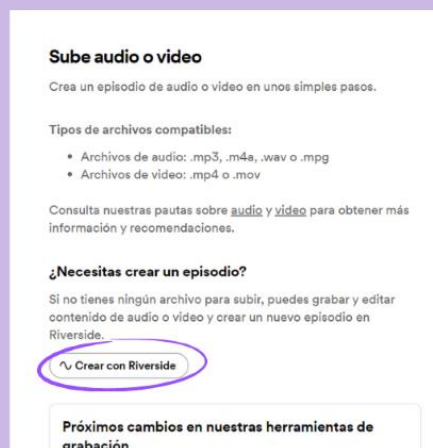 Sube audio o video
Crea un episodio de audio o video en unos simples pasos.
Tipos de archivos compatibles:
• Archivos de audio: .mp3, .m4a, .wav o .mpg
• Archivos de video: .mp4 o .mov
Consulta nuestras pautas sobre audio y video para obtener más
información y recomendaciones.
¿Necesitas crear un episodio?
Si no tienes ningún archivo para subir, puedes grabar y editar
contenido de audio o video y crear un nuevo episodio en
Riverside.
Crear con Riverside
Próximos cambios en nuestras herramientas de
grabación